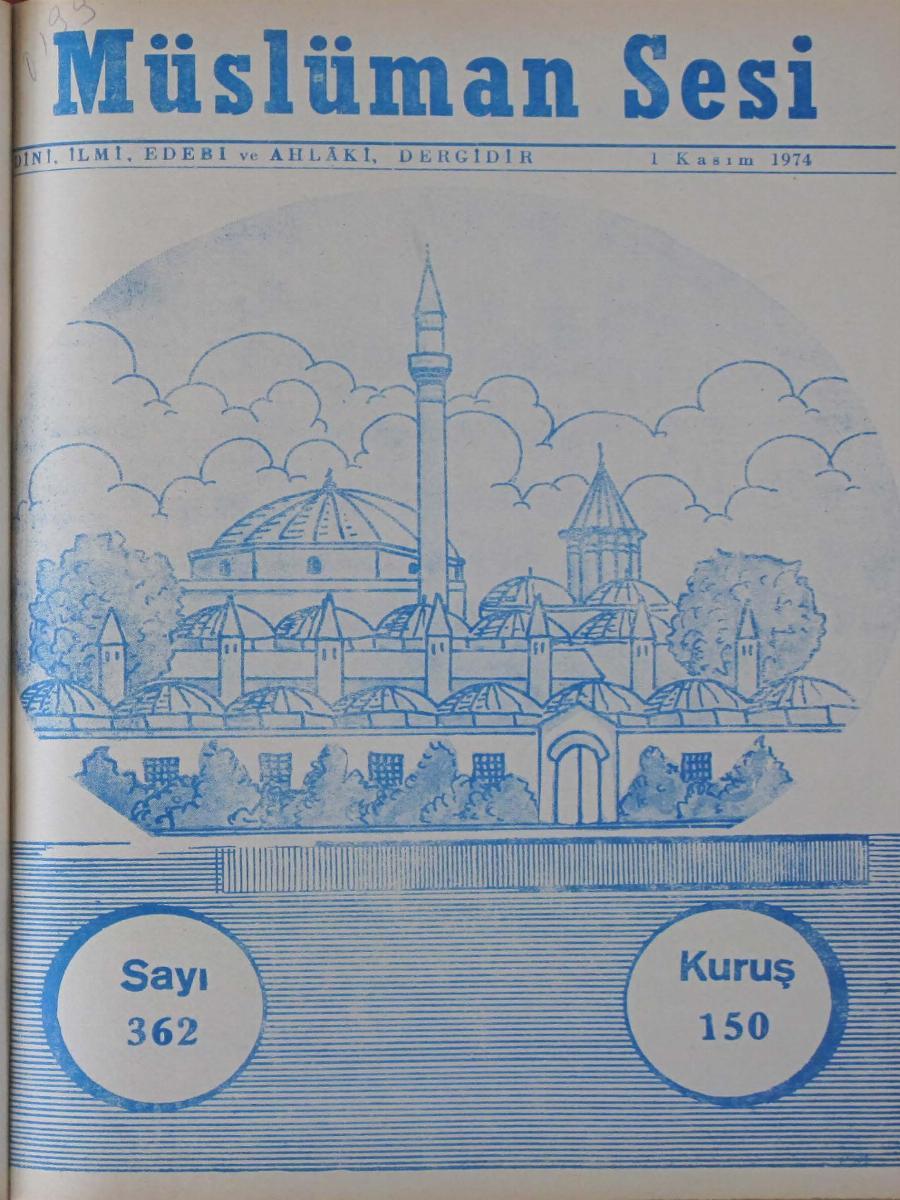 Müslüman Sesi
DİNİ, İLMİ, EDEBİ ve AHLÂKİ, DERGİDİR 1 Kasım 1974
Sayı
362
Kuruş
150